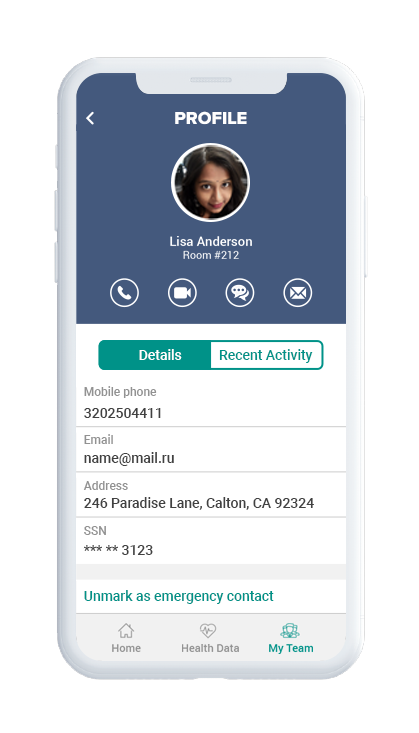 PROFILE
Lisa Anderson
Room #212
Details Recent Activity
Mobile phone
3202504411
Email
name@mail.ru
Address
246 Paradise Lane, Calton, CA 92324
SSN
*** ** 3123
Unmark as emergency contact
Home Health Data My Team